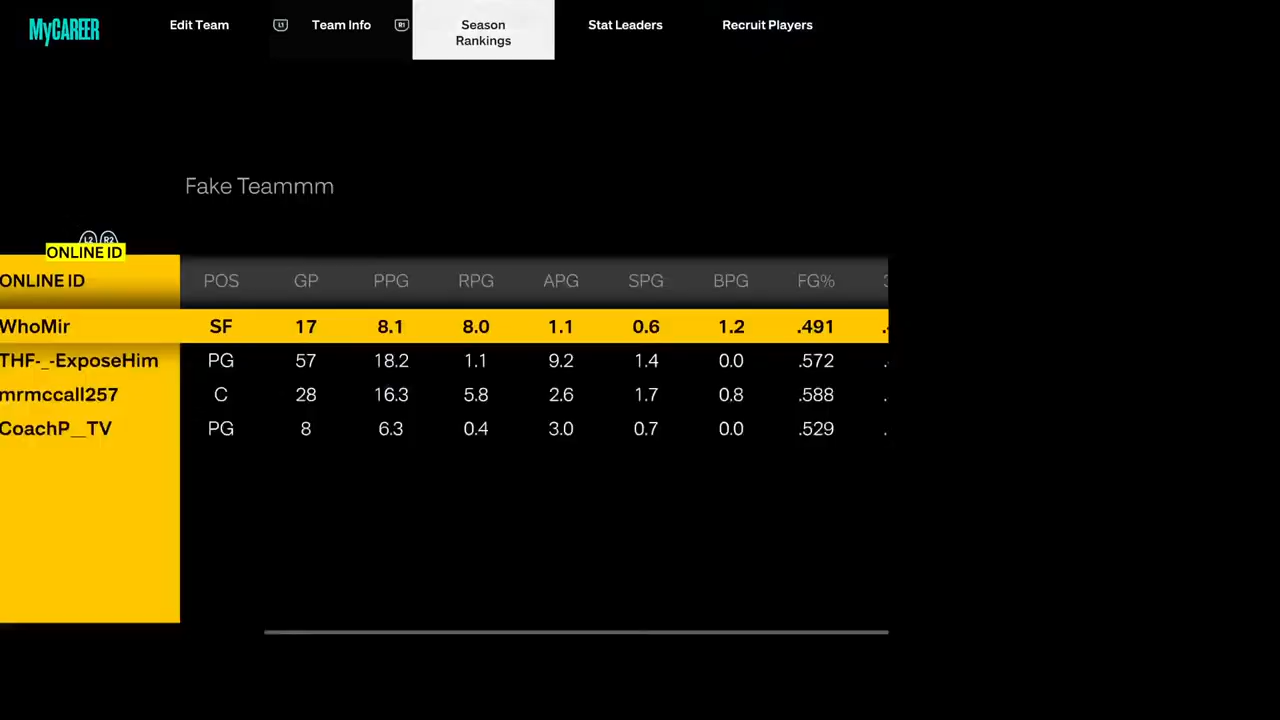 MyCAREER
Edit Team
L1
Team Info
R1
Season
Rankings
Stat Leaders
Recruit Players
Fake Teammm
L2 R2
ONLINE ID
ONLINE ID POS GP PPG RPG APG SPG BPG FG%
WhoMir SF 17 8.1 8.0 1.1 0.6 1.2 .491
THF-_-ExposeHim PG 57 18.2 1.1 9.2 1.4 0.0 .572
mrmccall257 C 28 16.3 5.8 2.6 1.7 0.8 .588
CoachP__TV PG 8 6.3 0.4 3.0 0.7 0.0 .529